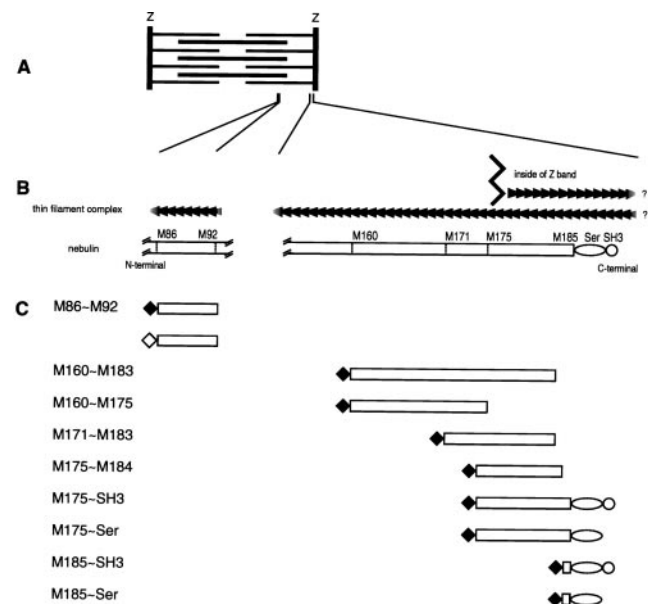 Z Z
A
B
inside of Z band
?
thin filament complex
?
M86 M92 M160 M171 M175 M185 Ser SH3
nebulin
N-terminal C-terminal
C
M86~M92
M160~M183
M160~M175
M171~M183
M175~M184
M175~SH3
M175~Ser
M185~SH3
M185~Ser